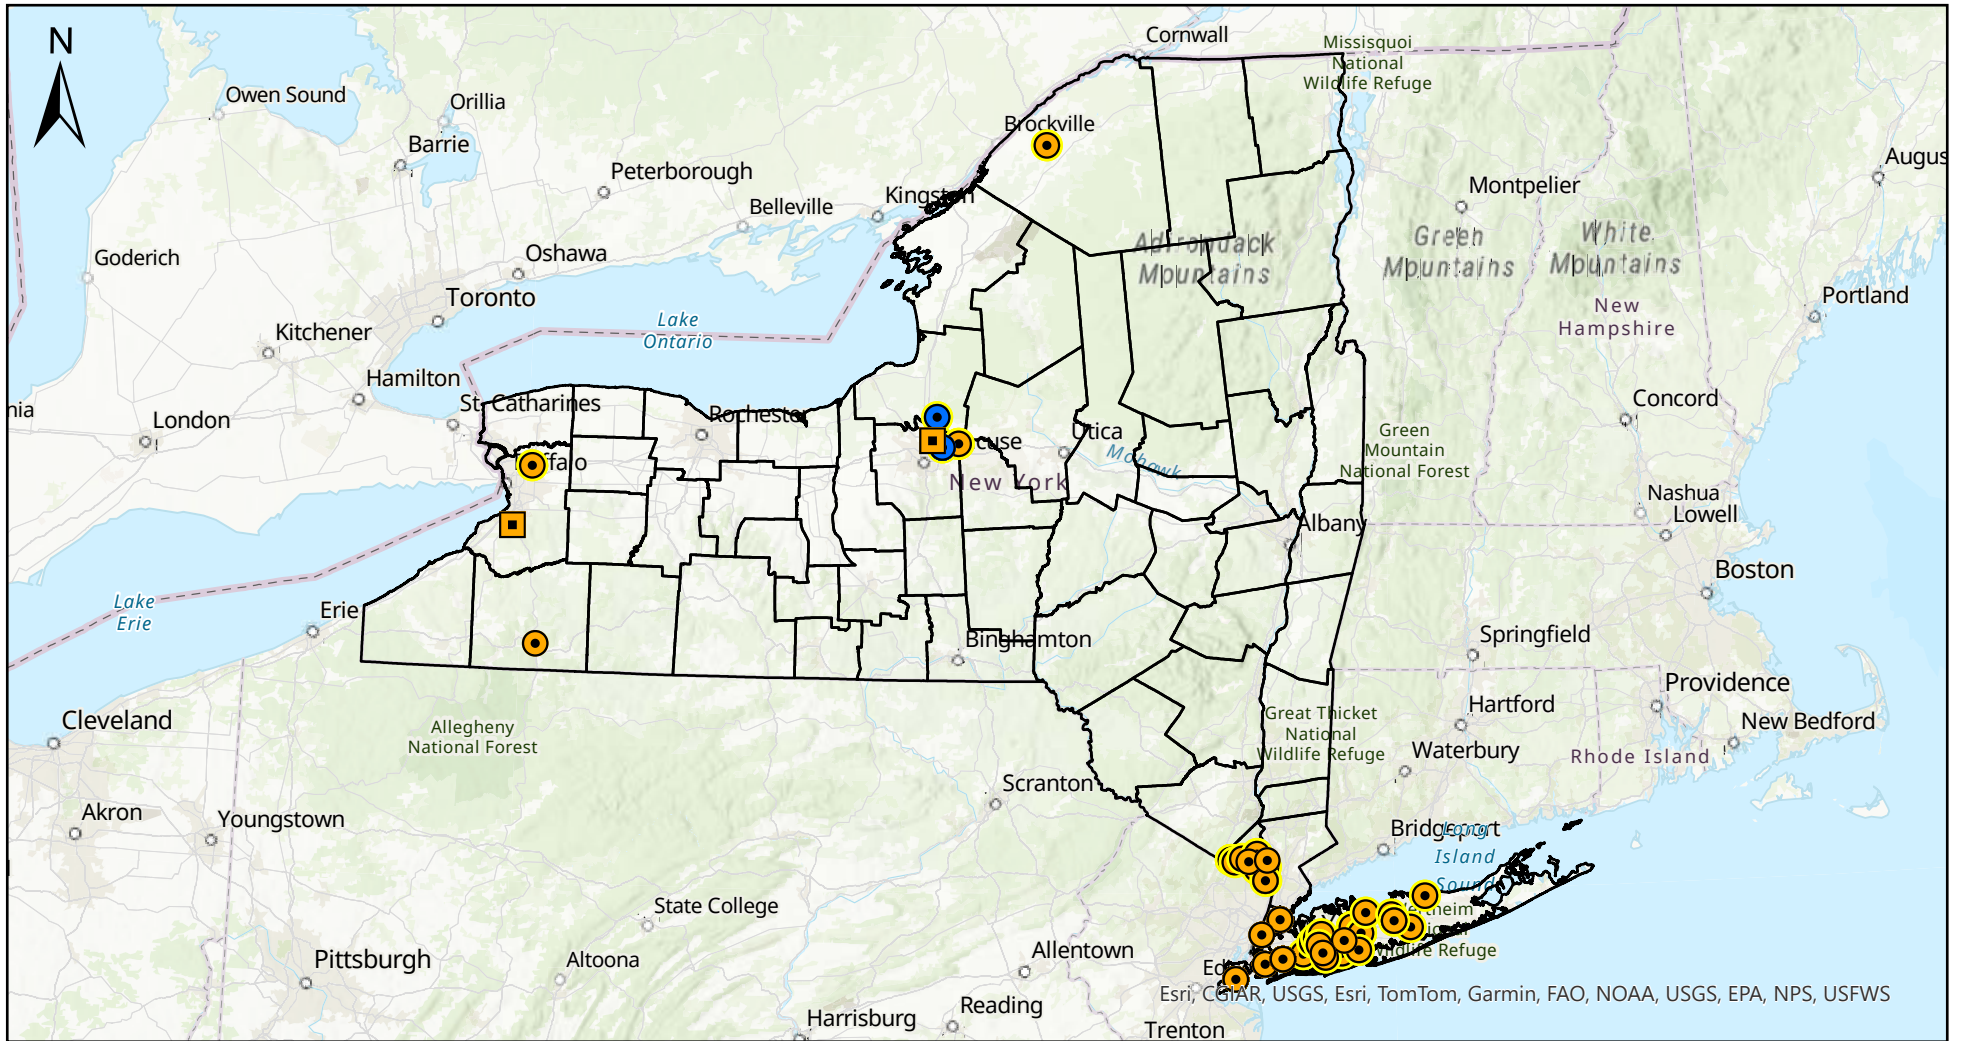 N
Cornwall
Missisquoi
National
Wildlife Refuge
Owen Sound
Orillia
Brockville
Barrie
Augus
Peterborough
Montpelier
Kingston
Belleville
Adirondack
Mountains
Green
Mountains
White
Mountains
Goderich
Oshawa
Toronto
Portland
New
Hampshire
Lake
Ontario
Kitchener
Hamilton
nia
London
St. Catharines
Rochester
Concord
cuse
Utica
Mohawk
Green
Mountain
National Forest
ffalo
New York
Nashua
Lowell
Albany
Boston
Lake
Erie
Erie
Binghamton
Springfield
Providence
Hartford
New Bedford
Cleveland
Allegheny
National Forest
Great Thicket
National
Wildlife Refuge
Waterbury
Rhode Island
Scranton
Akron
Youngstown
Bridgeport
Long
Island
Sound
State College
ildlife Refuge
Allentown
Pittsburgh
Altoona
Esri, CGIAR, USGS, Esri, TomTom, Garmin, FAO, NOAA, USGS, EPA, NPS, USFWS
Reading
Harrisburg
Trenton